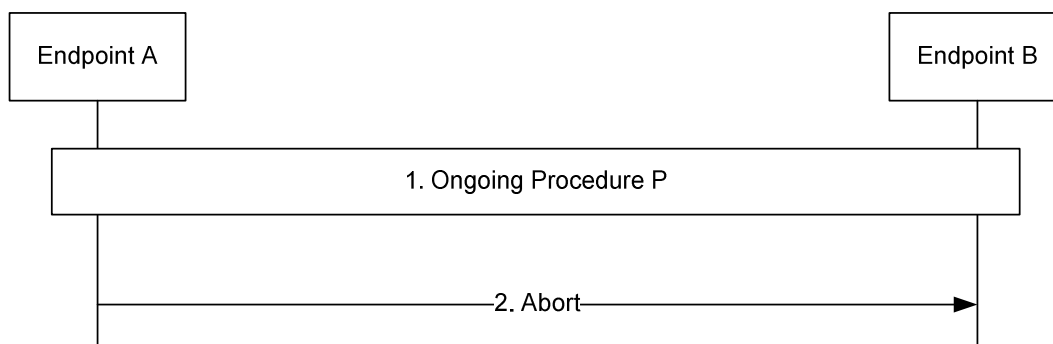 Endpoint A
Endpoint B
1. Ongoing Procedure P
2. Abort